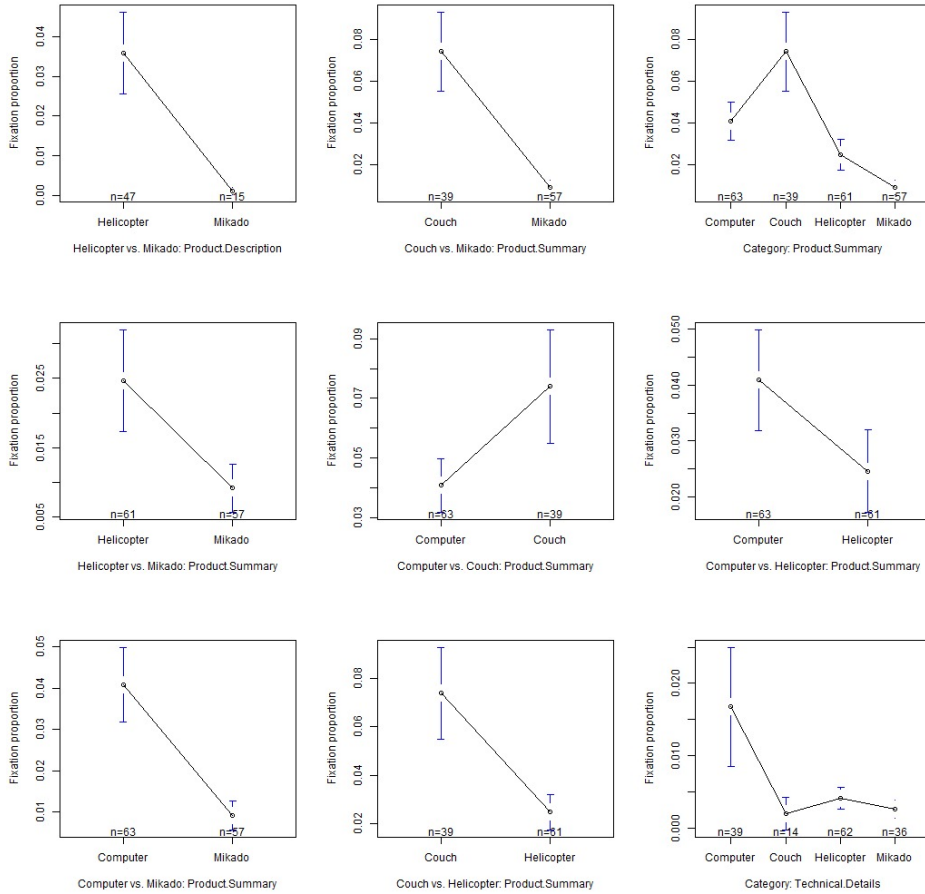 Fixation proportion
0.00 0.01 0.02 0.03 0.04
n=47 n=15
Helicopter Mikado
Helicopter vs. Mikado: Product.Description
Fixation proportion
0.02 0.04 0.06 0.08
n=39 n=57
Couch Mikado
Couch vs. Mikado: Product.Summary
Fixation proportion
0.02 0.04 0.06 0.08
n=63 n=39 n=61 n=57
Computer Couch Helicopter Mikado
Category: Product.Summary
Fixation proportion
0.005 0.015 0.025
n=61 n=57
Helicopter Mikado
Helicopter vs. Mikado: Product.Summary
Fixation proportion
0.03 0.05 0.07 0.09
n=63 n=39
Computer Couch
Computer vs. Couch: Product.Summary
Fixation proportion
0.020 0.030 0.040 0.050
n=63 n=61
Computer Helicopter
Computer vs. Helicopter: Product.Summary
Fixation proportion
0.01 0.02 0.03 0.04 0.05
n=63 n=57
Computer Mikado
Computer vs. Mikado: Product.Summary
Fixation proportion
0.02 0.04 0.06 0.08
n=39 n=61
Couch Helicopter
Couch vs. Helicopter: Product.Summary
Fixation proportion
0.000 0.010 0.020
n=39 n=14 n=62 n=36
Computer Couch Helicopter Mikado
Category: Technical.Details